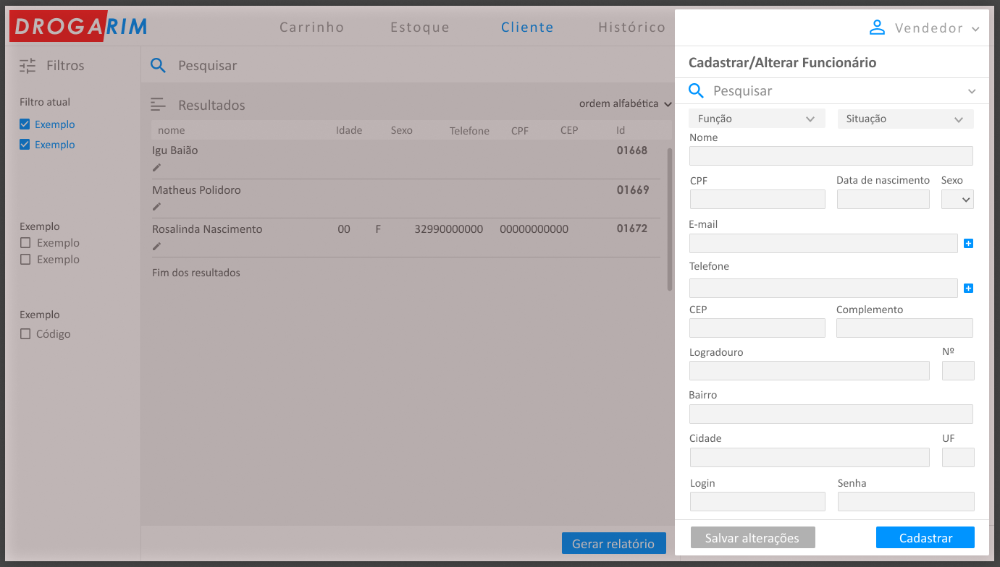 DROGARIM
Carrinho Estoque Cliente Histórico
Vendedor
Filtros
Filtro atual
Exemplo
Exemplo
Exemplo
Exemplo
Exemplo
Exemplo
Código
Pesquisar
Resultados
ordem alfabética
nome Idade Sexo Telefone CPF CEP Id
Igu Baião 01668
Matheus Polidoro 01669
Rosalinda Nascimento 00 F 32990000000 00000000000 01672
Fim dos resultados
Gerar relatório
Cadastrar/Alterar Funcionário
Pesquisar
Função Situação
Nome
CPF Data de nascimento Sexo
E-mail
Telefone
CEP Complemento
Logradouro Nº
Bairro
Cidade UF
Login Senha
Salvar alterações Cadastrar